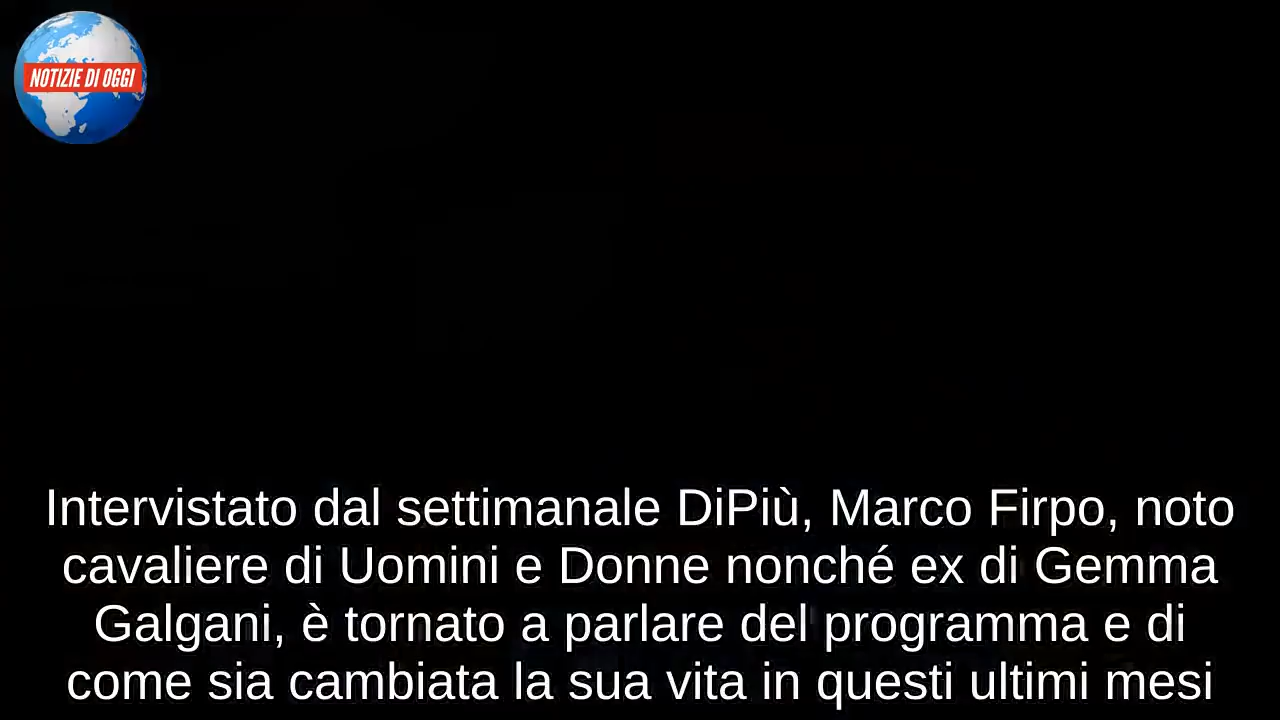 NOTIZIE DI OGGI
Intervistato dal settimanale DiPiù, Marco Firpo, noto
cavaliere di Uomini e Donne nonché ex di Gemma
Galgani, è tornato a parlare del programma e di
come sia cambiata la sua vita in questi ultimi mesi